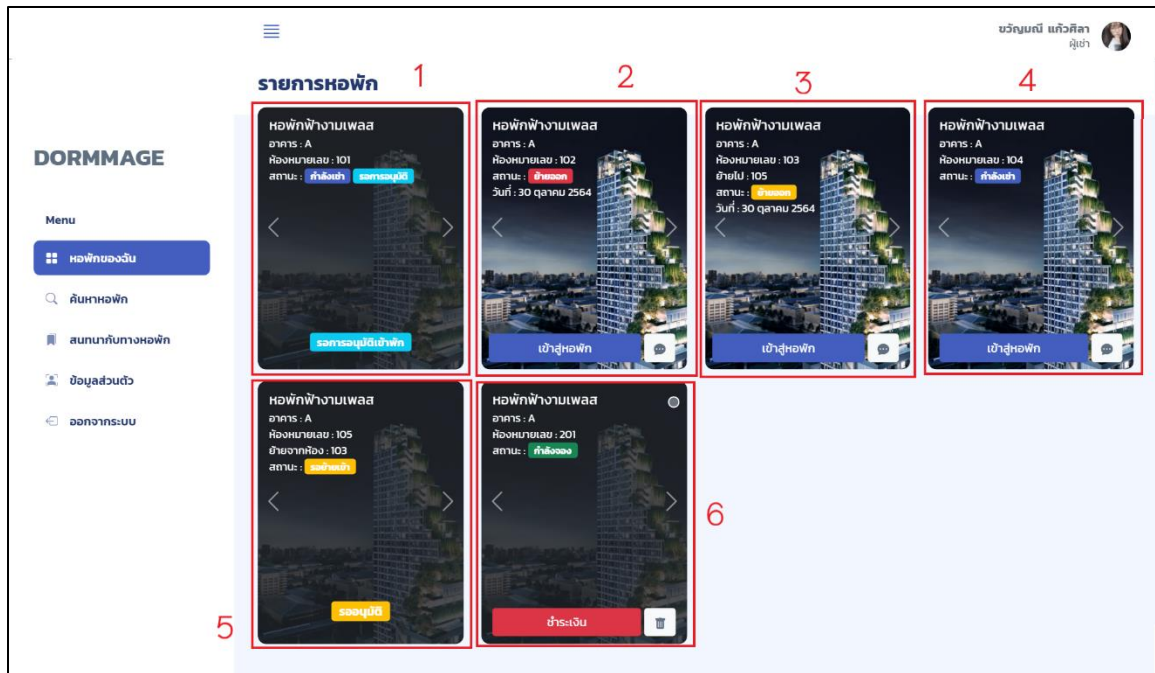 ขวัญมณี แก้วศิลา
ผู้เช่า
รายการหอพัก
1
2
3
4
DORMMAGE
Menu
หอพักของฉัน
ค้นหาหอพัก
สนทนากับทางหอพัก
ข้อมูลส่วนตัว
ออกจากระบบ
หอพักฟ้างามเพลส
อาคาร : A
ห้องหมายเลข : 101
สถานะ : กำลังเช่า รอการอนุมัติ
รอการอนุมัติเข้าพัก
หอพักฟ้างามเพลส
อาคาร : A
ห้องหมายเลข : 102
สถานะ : ย้ายออก
วันที่ : 30 ตุลาคม 2564
เข้าสู่หอพัก
หอพักฟ้างามเพลส
อาคาร : A
ห้องหมายเลข : 103
ย้ายไป : 105
สถานะ : ย้ายออก
วันที่ : 30 ตุลาคม 2564
เข้าสู่หอพัก
หอพักฟ้างามเพลส
อาคาร : A
ห้องหมายเลข : 104
สถานะ : กำลังเช่า
เข้าสู่หอพัก
หอพักฟ้างามเพลส
อาคาร : A
ห้องหมายเลข : 105
ย้ายจากห้อง : 103
สถานะ : รอย้ายเข้า
รออนุมัติ
5
หอพักฟ้างามเพลส
อาคาร : A
ห้องหมายเลข : 201
สถานะ : กำลังจอง
ชำระเงิน
6